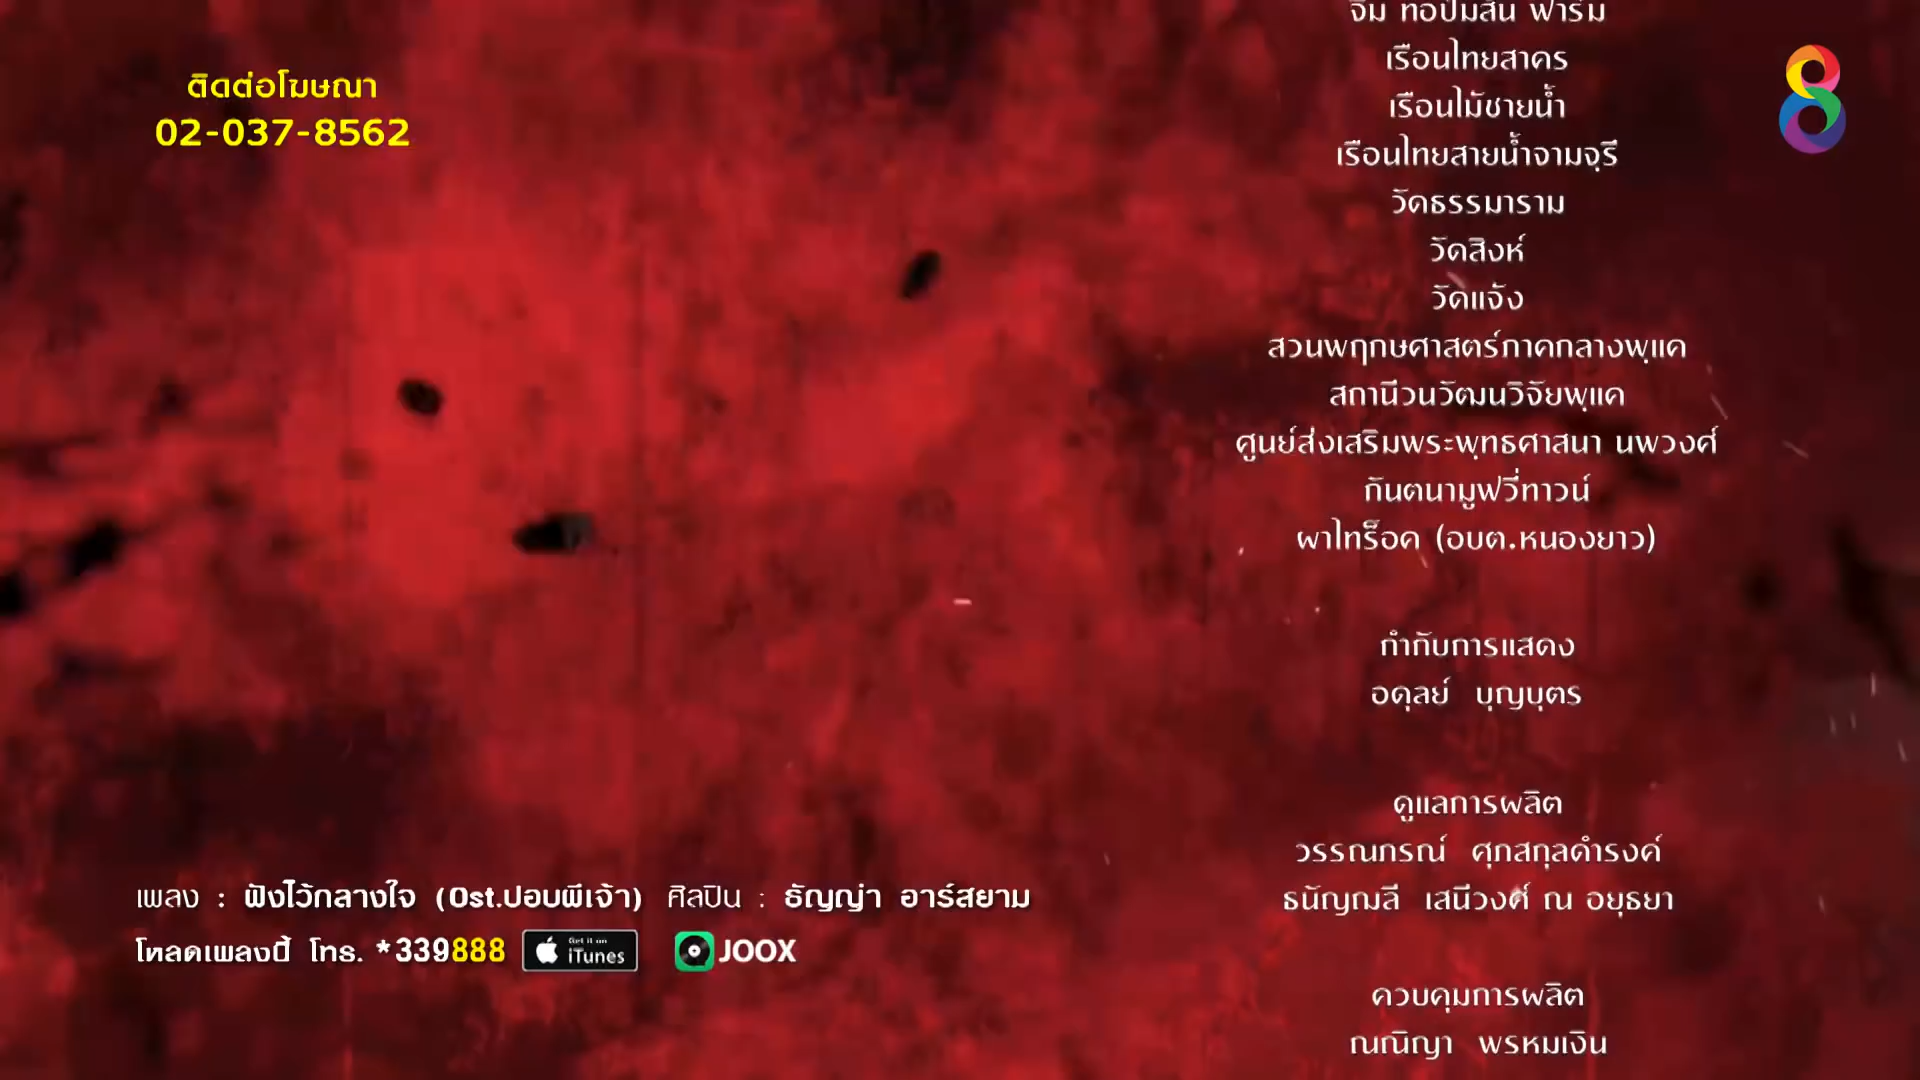 ติดต่อโฆษณา
02-037-8562
จิม ทอมป์สัน ฟาร์ม
เรือนไทยสาคร
เรือนไม้ชายน้ำ
เรือนไทยสายน้ำจามจุรี
วัดธรรมาราม
วัดสิงห์
วัดแจ้ง
สวนพฤกษศาสตร์ภาคกลางพุแค
สถานีวนวัฒนวิจัยพุแค
ศูนย์ส่งเสริมพระพุทธศาสนา นพวงศ์
กันตนามูฟวี่ทาวน์
ผาไทร็อค (อบต.หนองยาว)
กำกับการแสดง
อดุลย์ บุญบุตร
ดูแลการผลิต
วรรณภรณ์ ศุภสกุลดำรงค์
ธนัญฌลี เสนีวงศ์ ณ อยุธยา
ควบคุมการผลิต
ณณิญา พรหมเงิน
เพลง : ฝังไว้กลางใจ (Ost.ปอบผีเจ้า) ศิลปิน : ธัญญ่า อาร์สยาม
โหลดเพลงนี้ โทร. *339888 Get it on iTunes JOOX